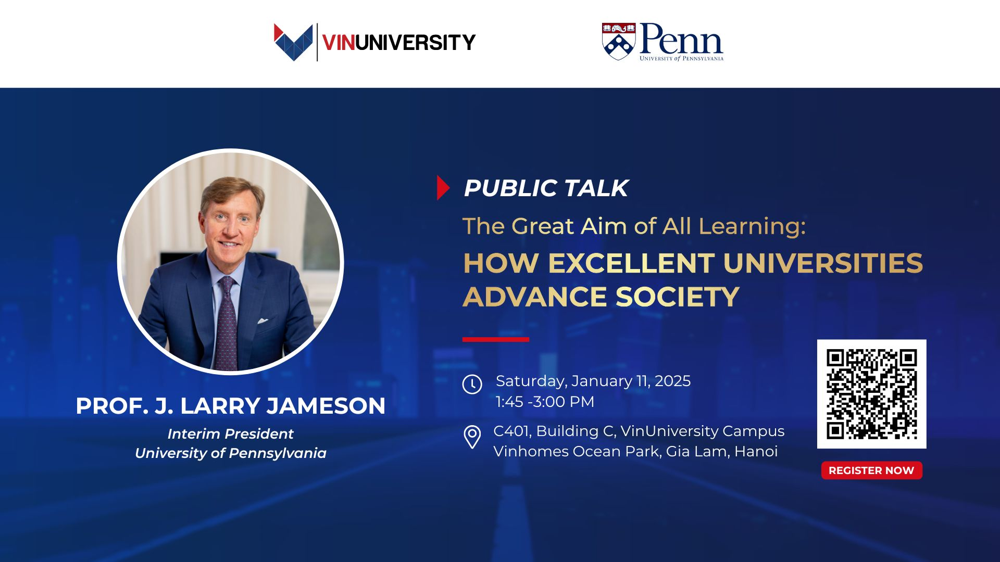 VINUNIVERSITY
Penn
UNIVERSITY of PENNSYLVANIA
PUBLIC TALK
The Great Aim of All Learning:
HOW EXCELLENT UNIVERSITIES
ADVANCE SOCIETY
PROF. J. LARRY JAMESON
Interim President
University of Pennsylvania
Saturday, January 11, 2025
1:45 -3:00 PM
C401, Building C, VinUniversity Campus
Vinhomes Ocean Park, Gia Lam, Hanoi
REGISTER NOW